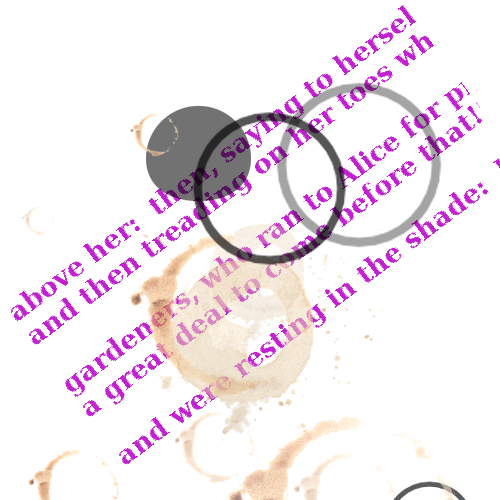 above her: then, saying to hersel
and then treading on her toes wh
gardeners, who ran to Alice for
a great deal to come before that!
and were resting in the shade: